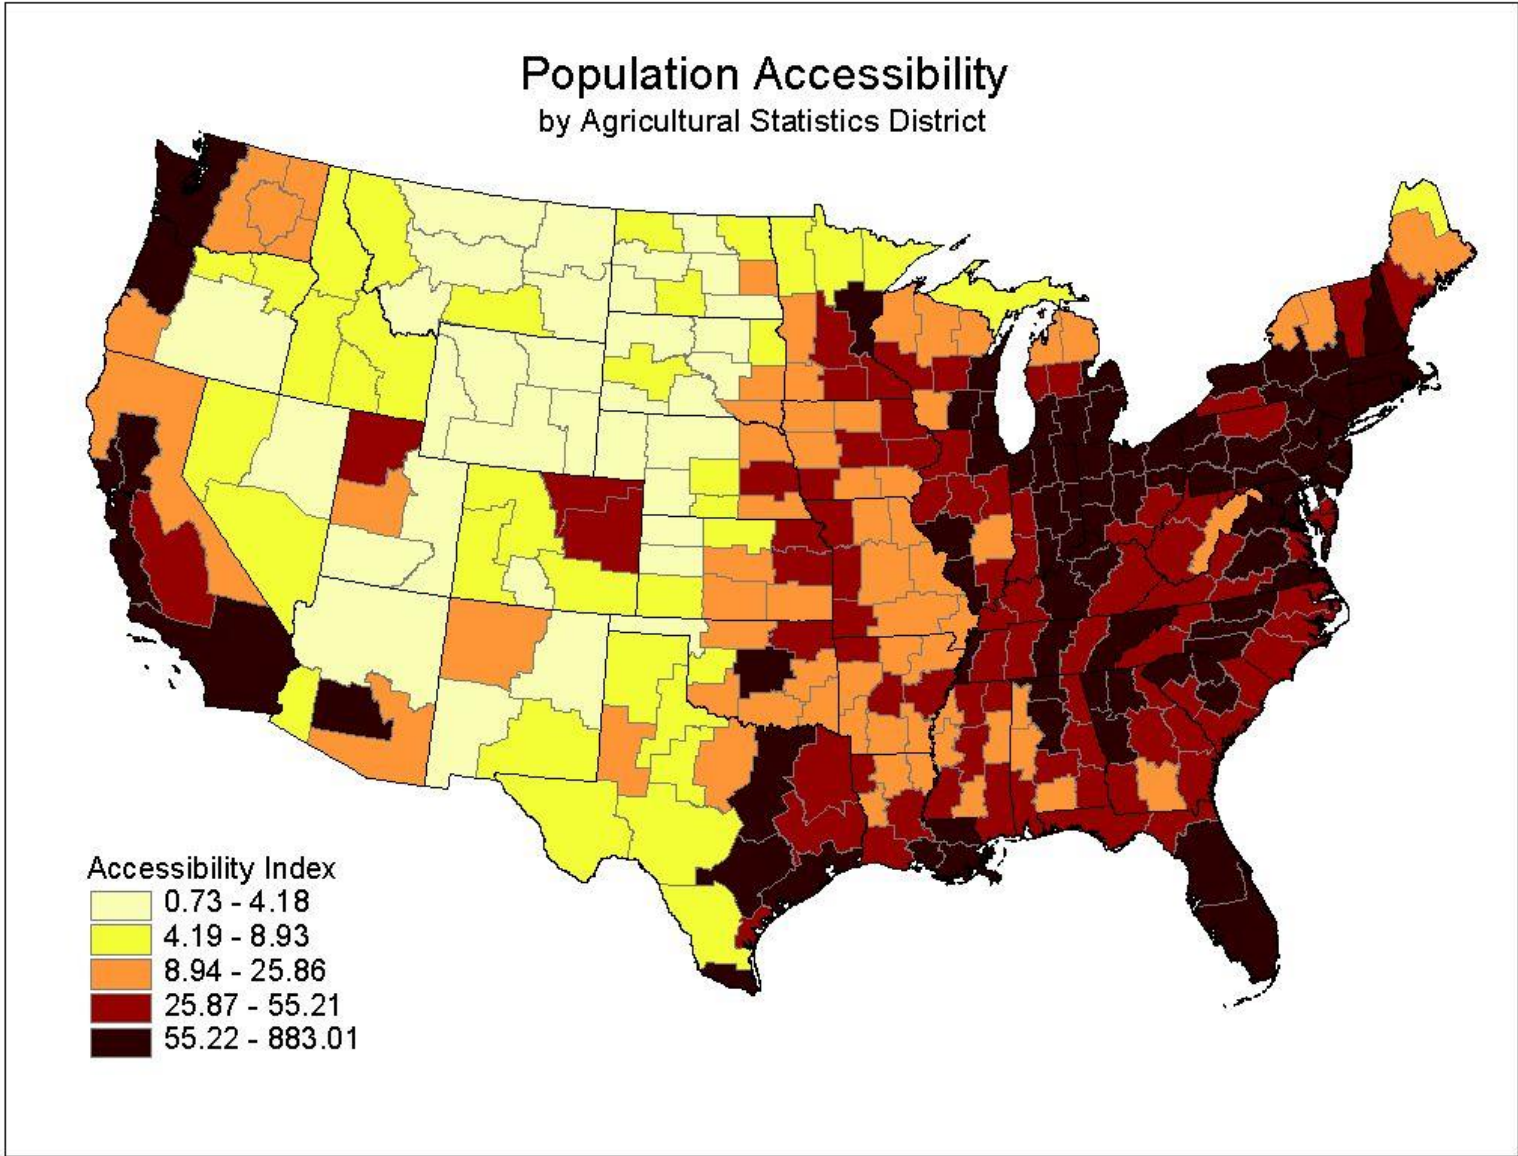 Population Accessibility
by Agricultural Statistics District
Accessibility Index
0.73 - 4.18
4.19 - 8.93
8.94 - 25.86
25.87 - 55.21
55.22 - 883.01